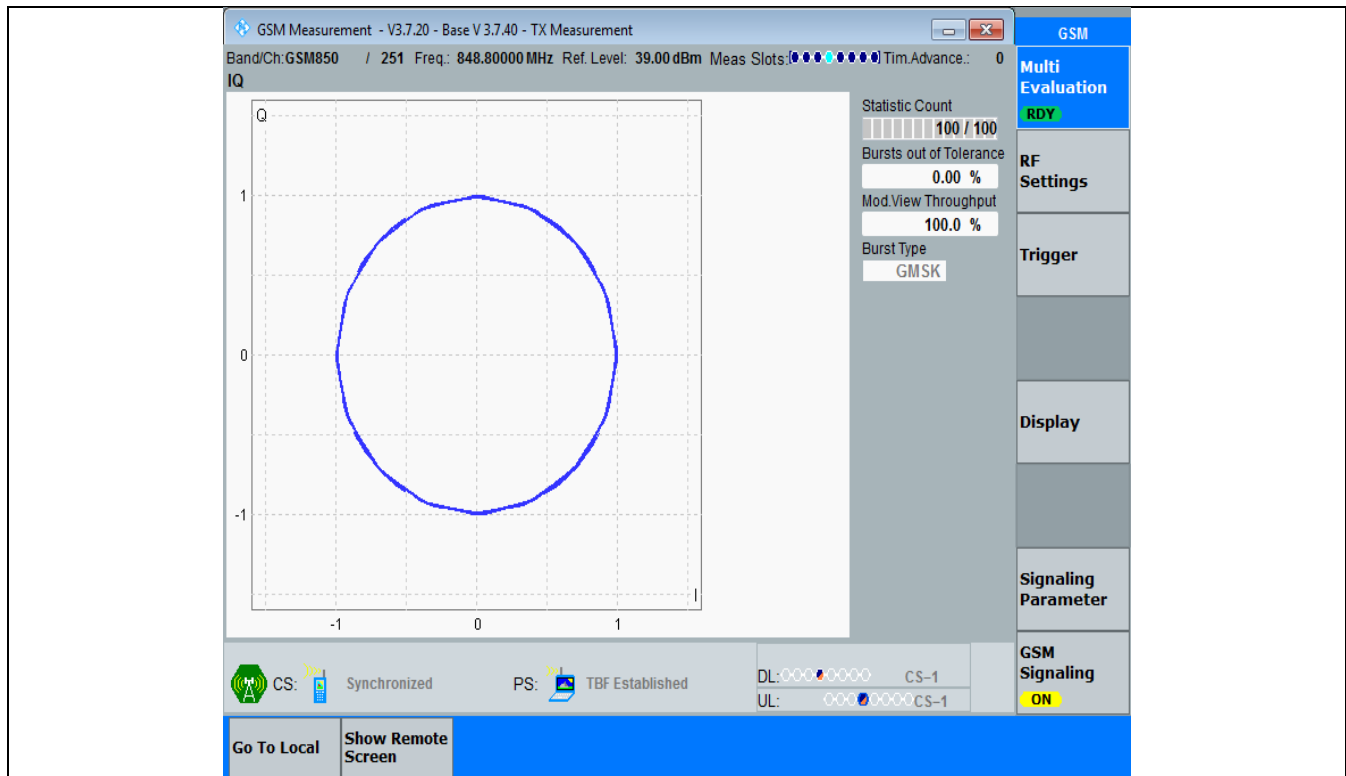 GSM Measurement - V3.7.20 - Base V 3.7.40 - TX Measurement
GSM
Band/Ch:GSM850 / 251 Freq.: 848.80000 MHz Ref. Level: 39.00 dBm Meas Slots: Tim.Advance.: 0
IQ
Multi
Evaluation
RDY
Q
Statistic Count
100 / 100
Bursts out of Tolerance
0.00 %
Mod.View Throughput
100.0 %
Burst Type
GMSK
RF
Settings
Trigger
Display
Signaling
Parameter
GSM
Signaling
ON
1
0
-1
I
-1 0 1
CS: Synchronized PS: TBF Established
DL: CS–1
UL: CS–1
Go To Local
Show Remote
Screen